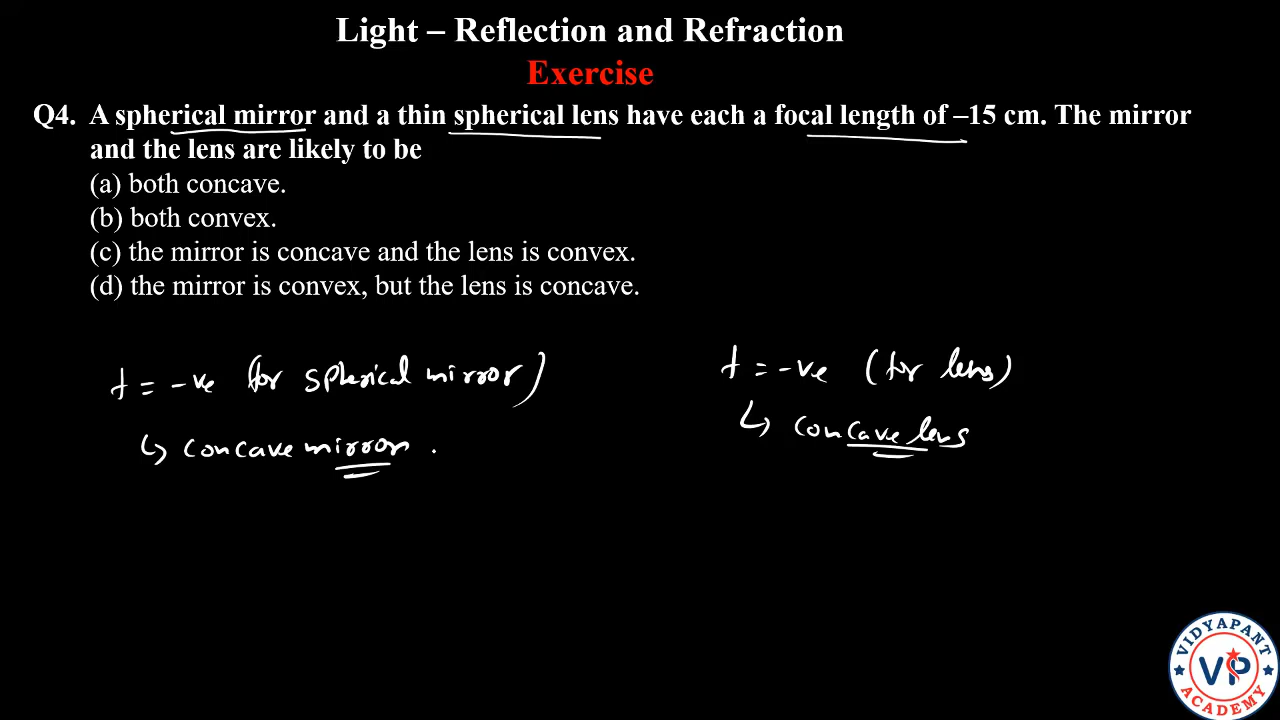 Light – Reflection and Refraction
Exercise
Q4. A spherical mirror and a thin spherical lens have each a focal length of –15 cm. The mirror
and the lens are likely to be
(a) both concave.
(b) both convex.
(c) the mirror is concave and the lens is convex.
(d) the mirror is convex, but the lens is concave.
f = -ve (for spherical mirror)
↳ concave mirror.
f = -ve (for lens)
↳ concave lens
VIDYAPANT
VP
ACADEMY